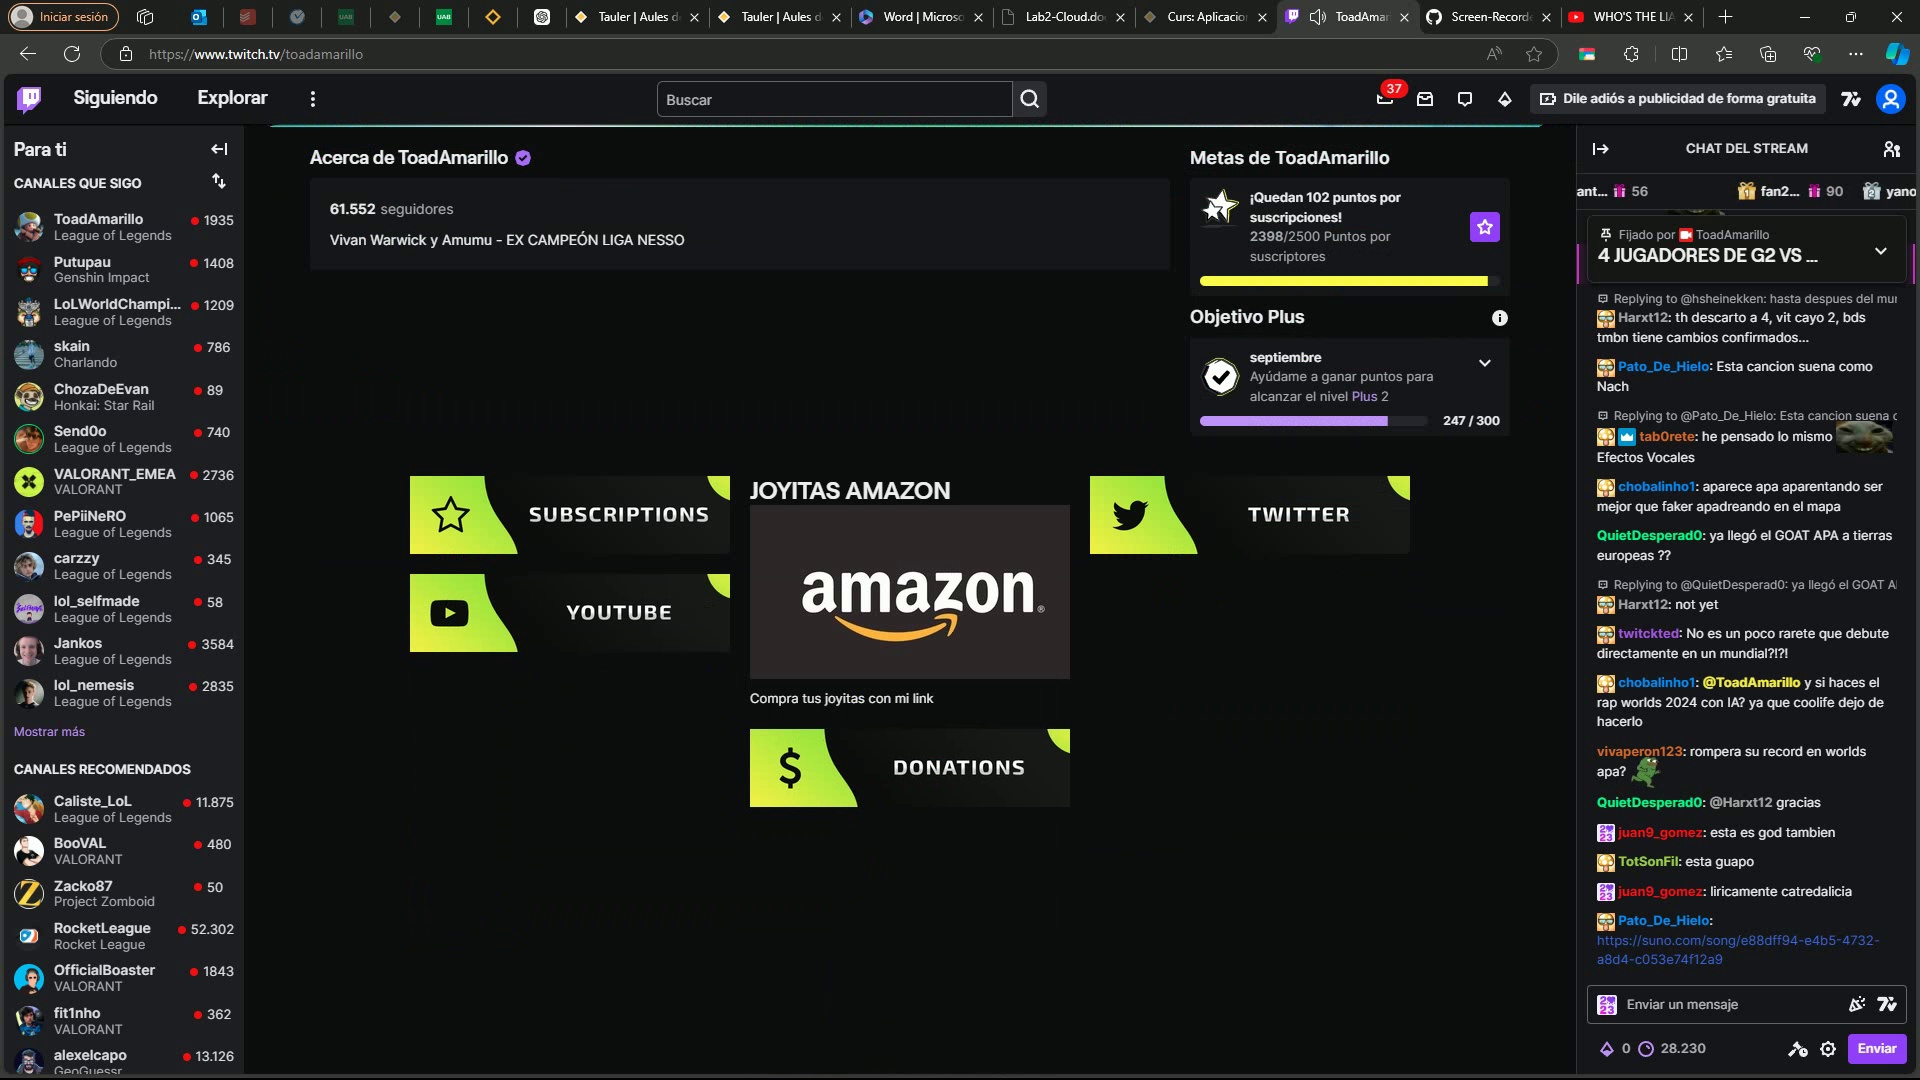 Iniciar sesión
Tauler | Aules d
Tauler | Aules d
Word | Microso
Lab2-Cloud.do
Curs: Aplicacio
ToadAmar
Screen-Record
WHO'S THE LIA
https://www.twitch.tv/toadamarillo
Siguiendo
Explorar
Buscar
37
Dile adiós a publicidad de forma gratuita
Para ti
CANALES QUE SIGO
ToadAmarillo
1935
League of Legends
Putupau
1408
Genshin Impact
LoLWorldChampi...
1209
League of Legends
skain
786
Charlando
ChozaDeEvan
89
Honkai: Star Rail
Send0o
740
League of Legends
VALORANT_EMEA
2736
VALORANT
PePiiNeRO
1065
League of Legends
carzzy
345
League of Legends
lol_selfmade
58
League of Legends
Jankos
3584
League of Legends
lol_nemesis
2835
League of Legends
Mostrar más
CANALES RECOMENDADOS
Caliste_LoL
11.875
League of Legends
BooVAL
480
VALORANT
Zacko87
50
Project Zomboid
RocketLeague
52.302
Rocket League
OfficialBoaster
1843
VALORANT
fit1nho
362
VALORANT
alexelcapo
13.126
GeoGuessr
Acerca de ToadAmarillo
61.552 seguidores
Vivan Warwick y Amumu - EX CAMPEÓN LIGA NESSO
Metas de ToadAmarillo
¡Quedan 102 puntos por
suscripciones!
2398/2500 Puntos por
suscriptores
Objetivo Plus
septiembre
Ayúdame a ganar puntos para
alcanzar el nivel Plus 2
247 / 300
SUBSCRIPTIONS
YOUTUBE
JOYITAS AMAZON
amazon
Compra tus joyitas con mi link
DONATIONS
TWITTER
CHAT DEL STREAM
ant... 56
fan2... 90
yano
Fijado por ToadAmarillo
4 JUGADORES DE G2 VS ...
Replying to @hsheinekken: hasta despues del mur
Harxt12: th descarto a 4, vit cayo 2, bds
tmbn tiene cambios confirmados...
Pato_De_Hielo: Esta cancion suena como
Nach
Replying to @Pato_De_Hielo: Esta cancion suena c
tab0rete: he pensado lo mismo
Efectos Vocales
chobalinho1: aparece apa aparentando ser
mejor que faker apadreando en el mapa
QuietDesperad0: ya llegó el GOAT APA a tierras
europeas ??
Replying to @QuietDesperad0: ya llegó el GOAT A
Harxt12: not yet
twitckted: No es un poco rarete que debute
directamente en un mundial?!?!
chobalinho1: @ToadAmarillo y si haces el
rap worlds 2024 con IA? ya que coolife dejo de
hacerlo
vivaperon123: rompera su record en worlds
apa?
QuietDesperad0: @Harxt12 gracias
juan9_gomez: esta es god tambien
TotSonFil: esta guapo
juan9_gomez: liricamente catredalicia
Pato_De_Hielo:
https://suno.com/song/e88dff94-e4b5-4732-
a8d4-c053e74f12a9
Enviar un mensaje
0
28.230
Enviar